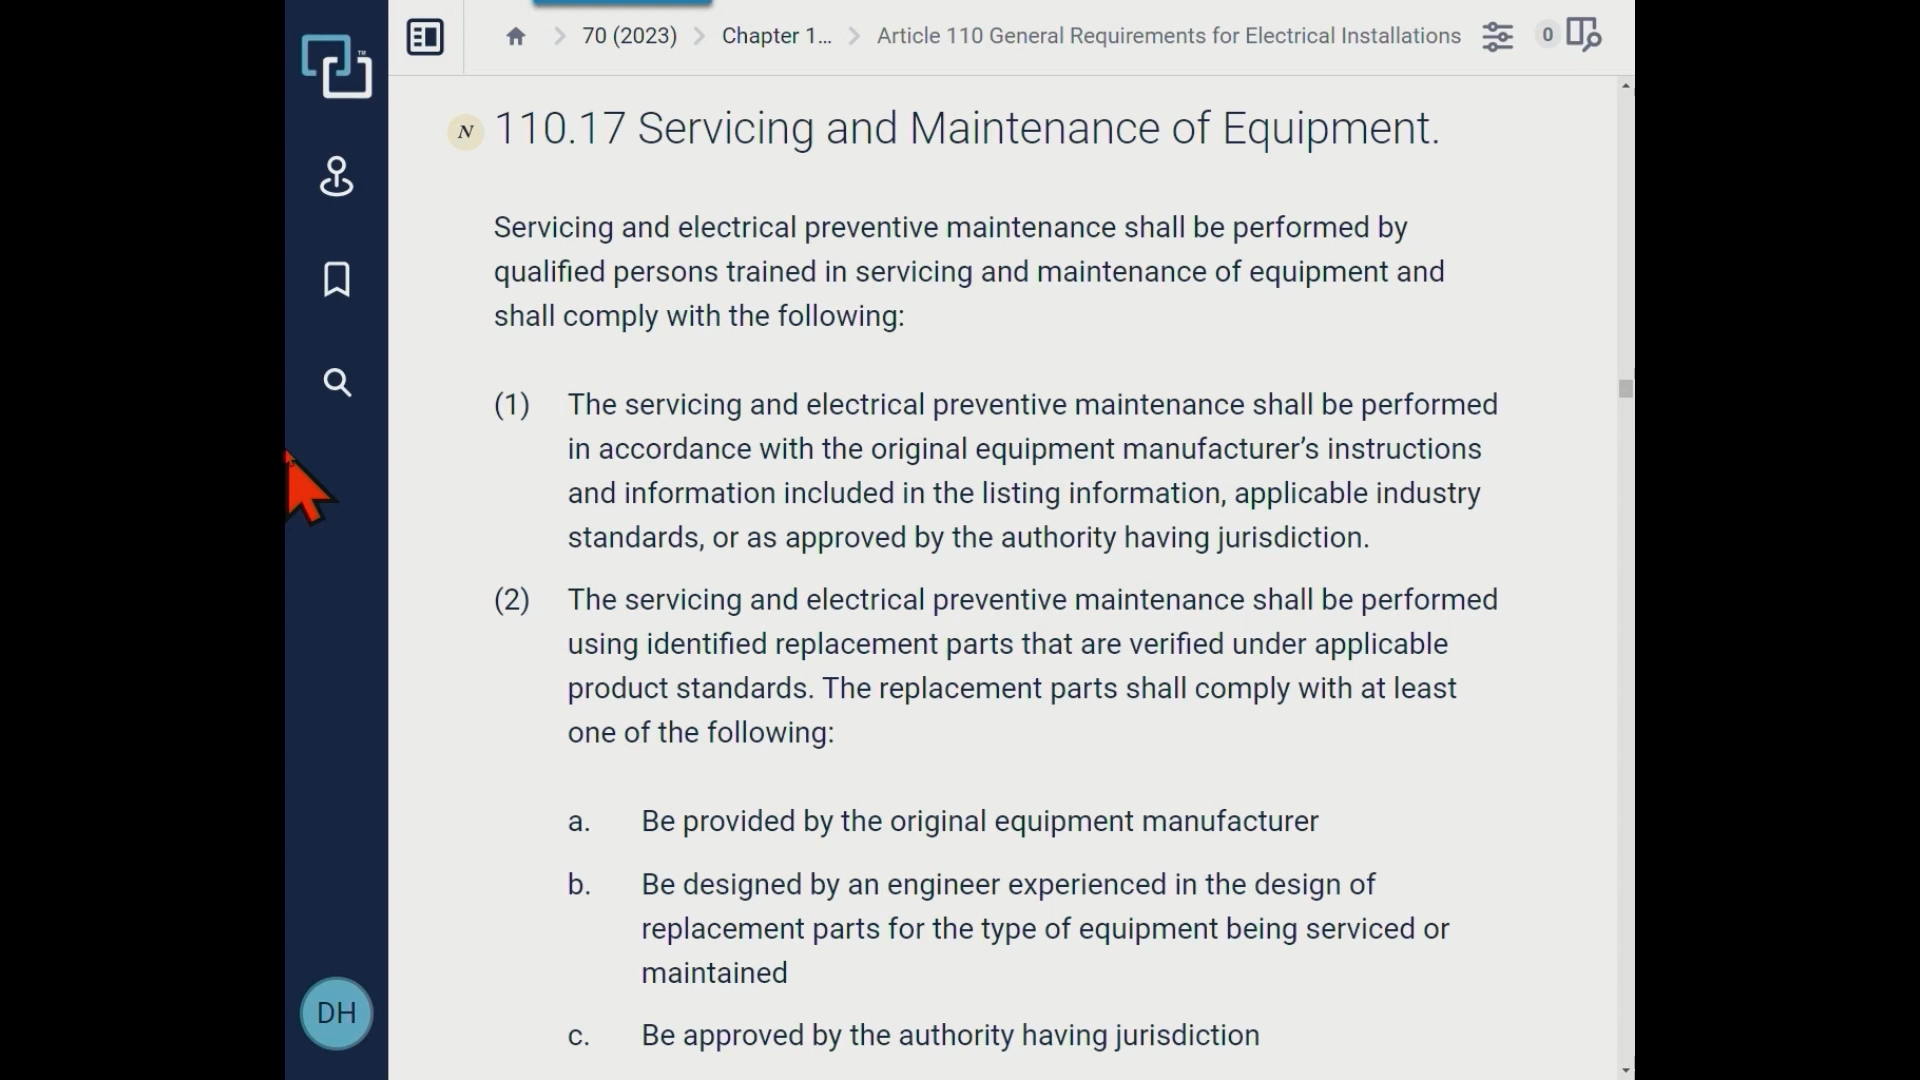 70 (2023)
Chapter 1...
Article 110 General Requirements for Electrical Installations
0
TM
N 110.17 Servicing and Maintenance of Equipment.
Servicing and electrical preventive maintenance shall be performed by
qualified persons trained in servicing and maintenance of equipment and
shall comply with the following:
(1) The servicing and electrical preventive maintenance shall be performed
in accordance with the original equipment manufacturer’s instructions
and information included in the listing information, applicable industry
standards, or as approved by the authority having jurisdiction.
(2) The servicing and electrical preventive maintenance shall be performed
using identified replacement parts that are verified under applicable
product standards. The replacement parts shall comply with at least
one of the following:
a. Be provided by the original equipment manufacturer
b. Be designed by an engineer experienced in the design of
replacement parts for the type of equipment being serviced or
maintained
c. Be approved by the authority having jurisdiction
DH